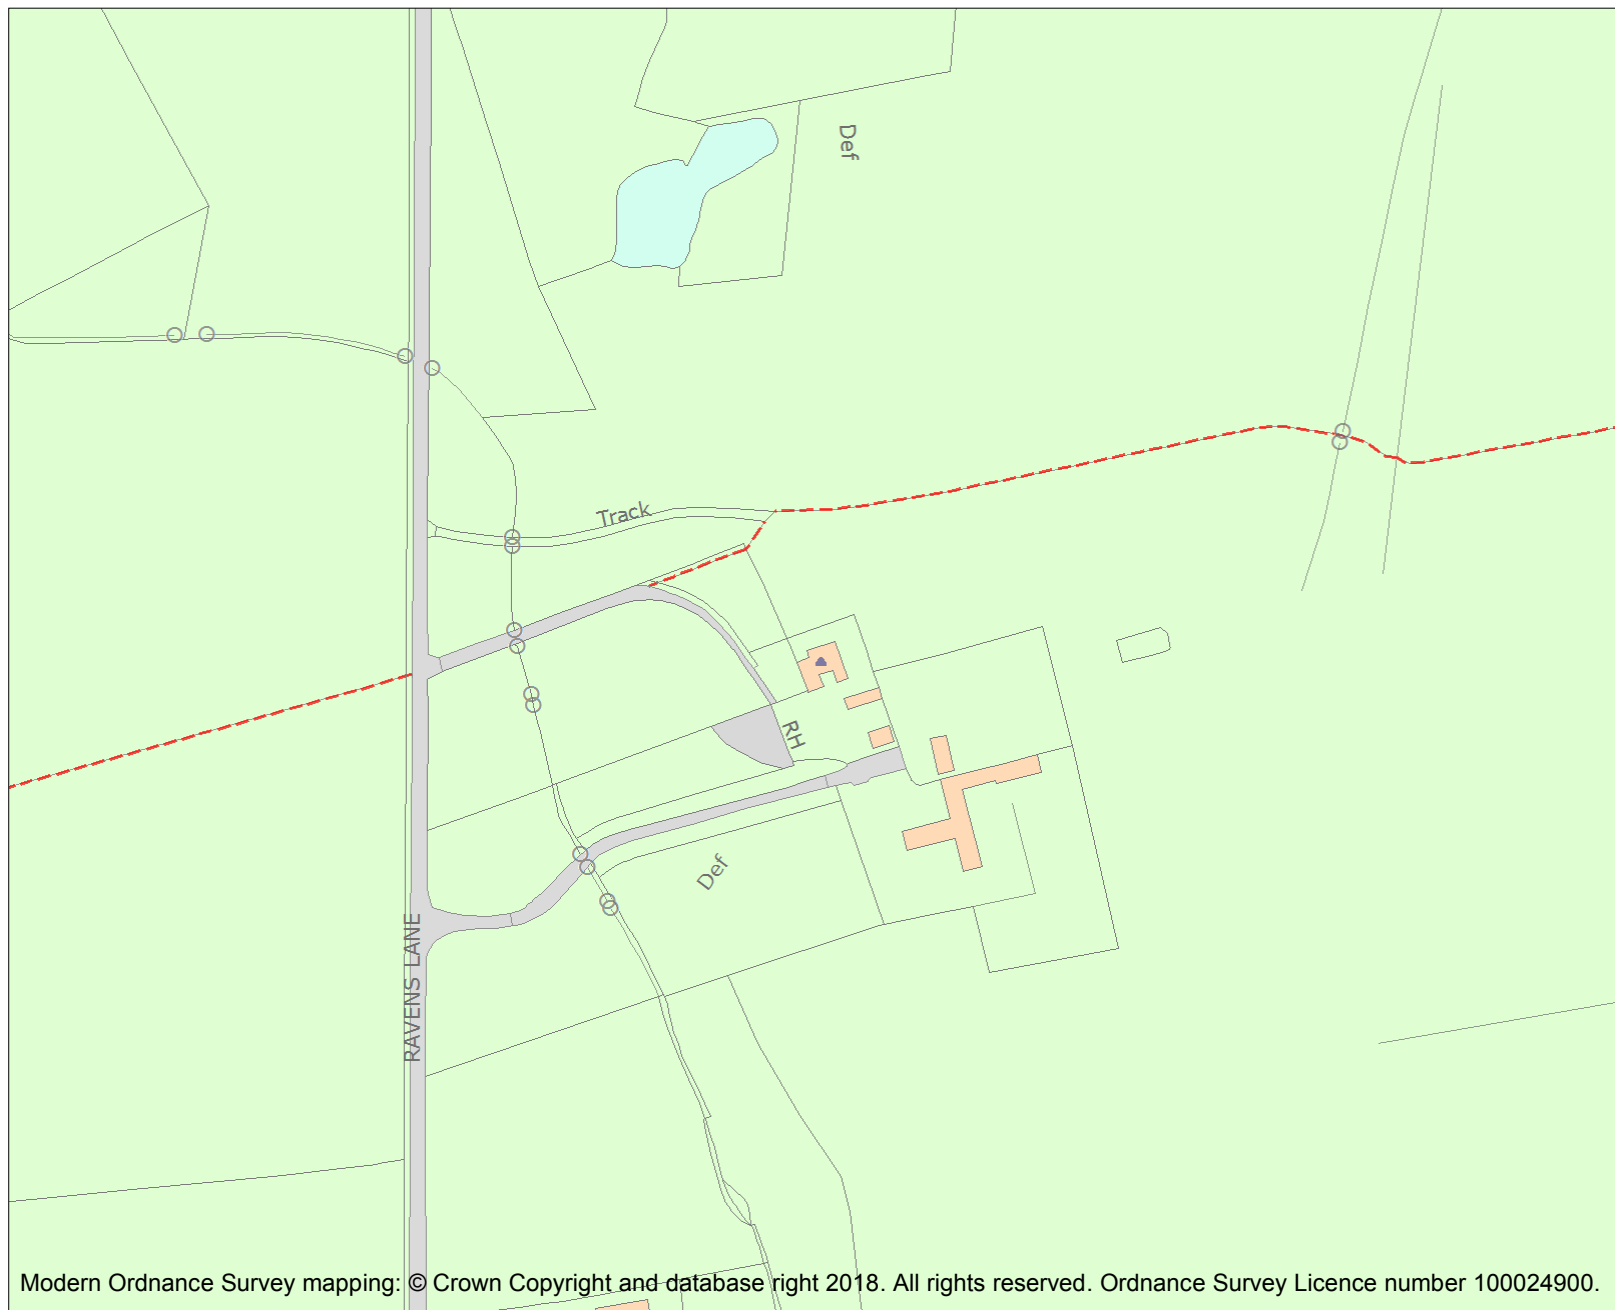 Def
Track
RH
Def
RAVENS LANE
Modern Ordnance Survey mapping: © Crown Copyright and database right 2018. All rights reserved. Ordnance Survey Licence number 100024900.